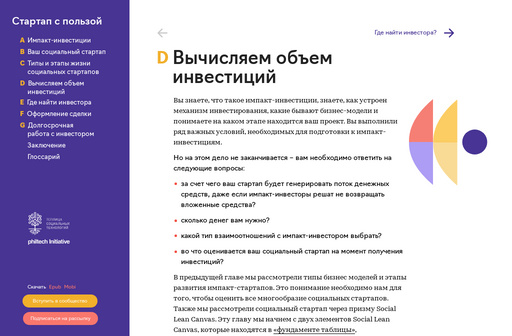 Стартап с пользой
A Импакт-инвестиции
B Ваш социальный стартап
C Типы и этапы жизни
социальных стартапов
D Вычисляем объем
инвестиций
E Где найти инвестора
F Оформление сделки
G Долгосрочная
работа с инвестором
Заключение
Глоссарий
philtech Initiative
Скачать Epub Mobi
Вступить в сообщество
Подписаться на рассылку
Где найти инвестора?
D Вычисляем объем
инвестиций
Вы знаете, что такое импакт-инвестиции, знаете, как устроен
механизм инвестирования, какие бывают бизнес-модели и
понимаете на каком этапе находится ваш проект. Вы выполнили
ряд важных условий, необходимых для подготовки к импакт-
инвестициям.
Но на этом дело не заканчивается – вам необходимо ответить на
следующие вопросы:
• за счет чего ваш стартап будет генерировать поток денежных
средств, даже если импакт-инвесторы решат не возвращать
вложенные средства?
• сколько денег вам нужно?
• какой тип взаимоотношений с импакт-инвестором выбрать?
• во что оценивается ваш социальный стартап на момент получения
инвестиций?
В предыдущей главе мы рассмотрели типы бизнес моделей и этапы
развития импакт-стартапов. Это понимание необходимо нам для
того, чтобы оценить все многообразие социальных стартапов.
Также мы рассмотрели социальный стартап через призму Social
Lean Canvas. Эту главу мы начнем с двух элементов Social Lean
Canvas, которые находятся в «фундаменте таблицы».